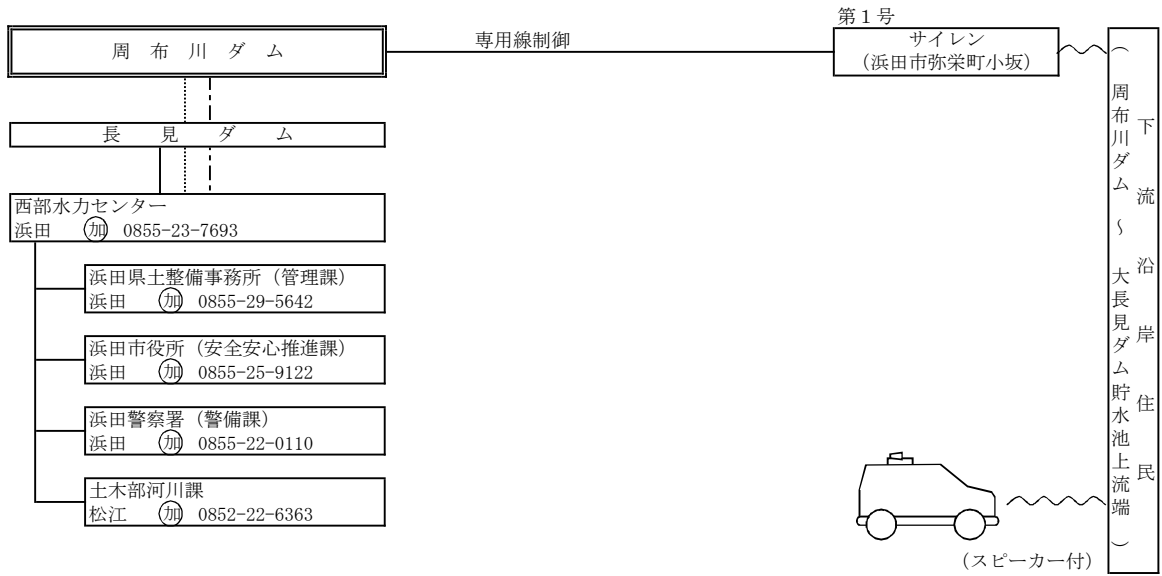 第１号
周布川ダム
専用線制御
サイレン
（浜田市弥栄町小坂）
長見ダム
西部水力センター
浜田 加 0855-23-7693
浜田県土整備事務所（管理課）
浜田 加 0855-29-5642
浜田市役所（安全安心推進課）
浜田 加 0855-25-9122
浜田警察署（警備課）
浜田 加 0855-22-0110
土木部河川課
松江 加 0852-22-6363
（スピーカー付）
下流沿岸住民
（周布川ダム～大長見ダム貯水池上流端）